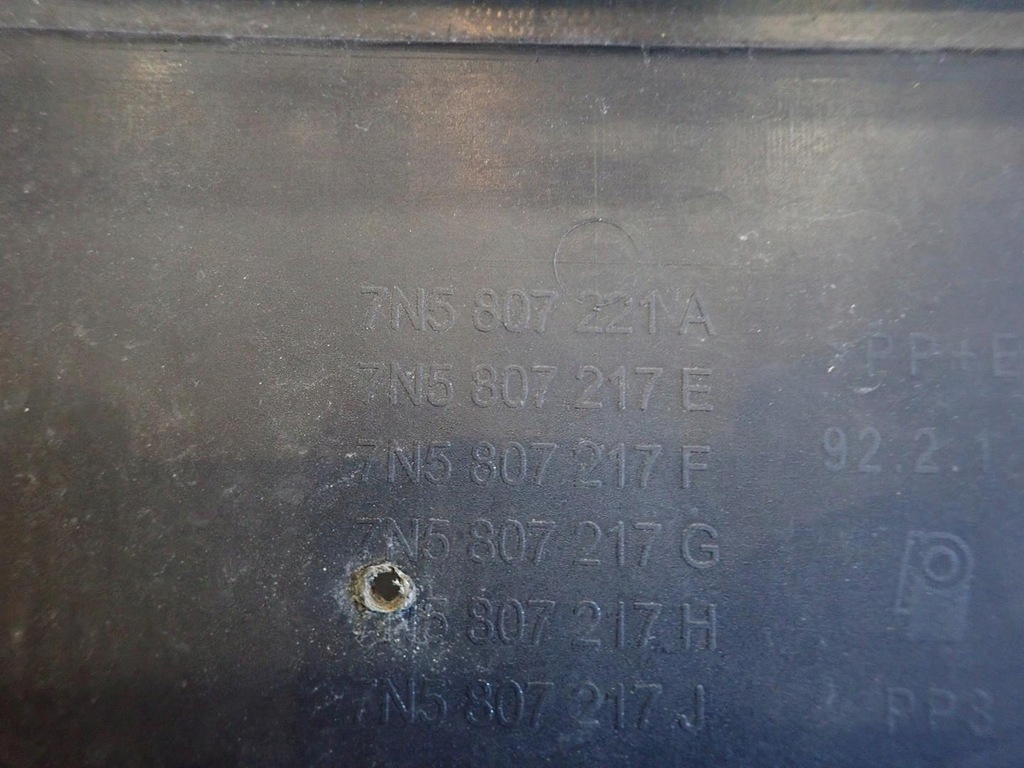 7N5 807 221 A
7N5 807 217 E
7N5 807 217 F
7N5 807 217 G
7N5 807 217 H
7N5 807 217 J
PP+E
92.2.1
PP3